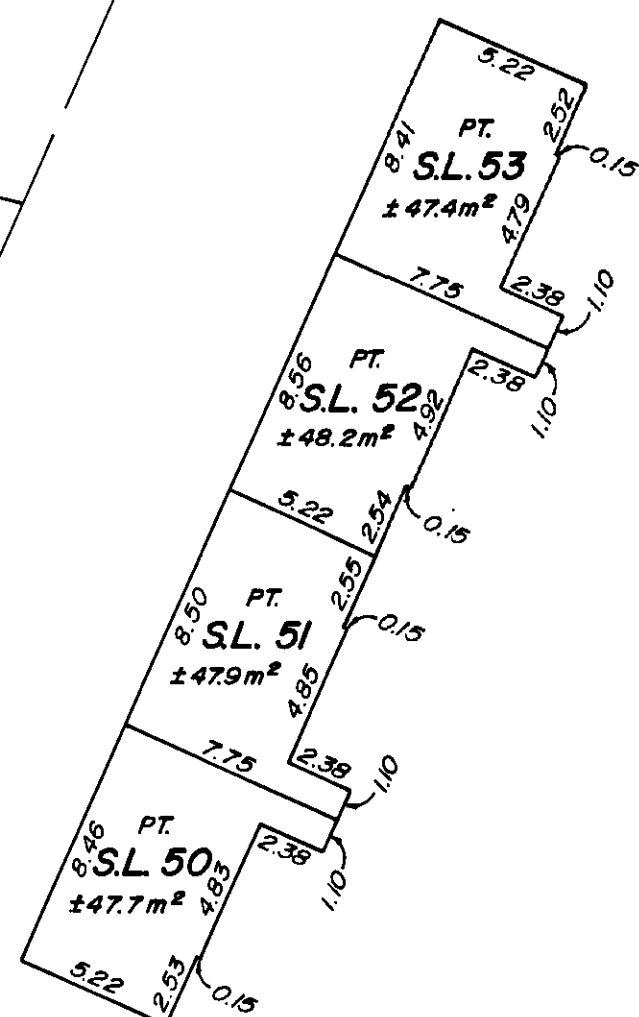 5.22
2.52
0.15
PT.
S.L. 53
± 47.4m²
8.41
4.79
2.38
1.10
7.75
1.10
2.38
PT.
S.L. 52
± 48.2m²
8.56
4.92
2.54
0.15
5.22
2.55
0.15
PT.
S.L. 51
± 47.9m²
8.50
4.85
2.38
1.10
7.75
1.10
2.38
PT.
S.L. 50
± 47.7m²
8.46
4.83
2.53
0.15
5.22